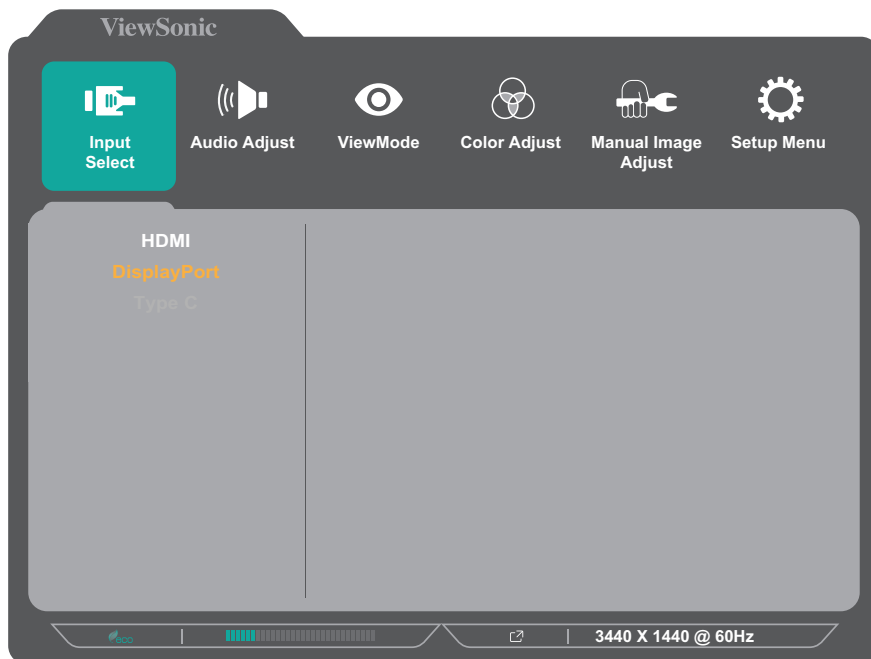 ViewSonic
Input
Select
Audio Adjust
ViewMode
Color Adjust
Manual Image
Adjust
Setup Menu
HDMI
DisplayPort
Type C
eco
3440 X 1440 @ 60Hz